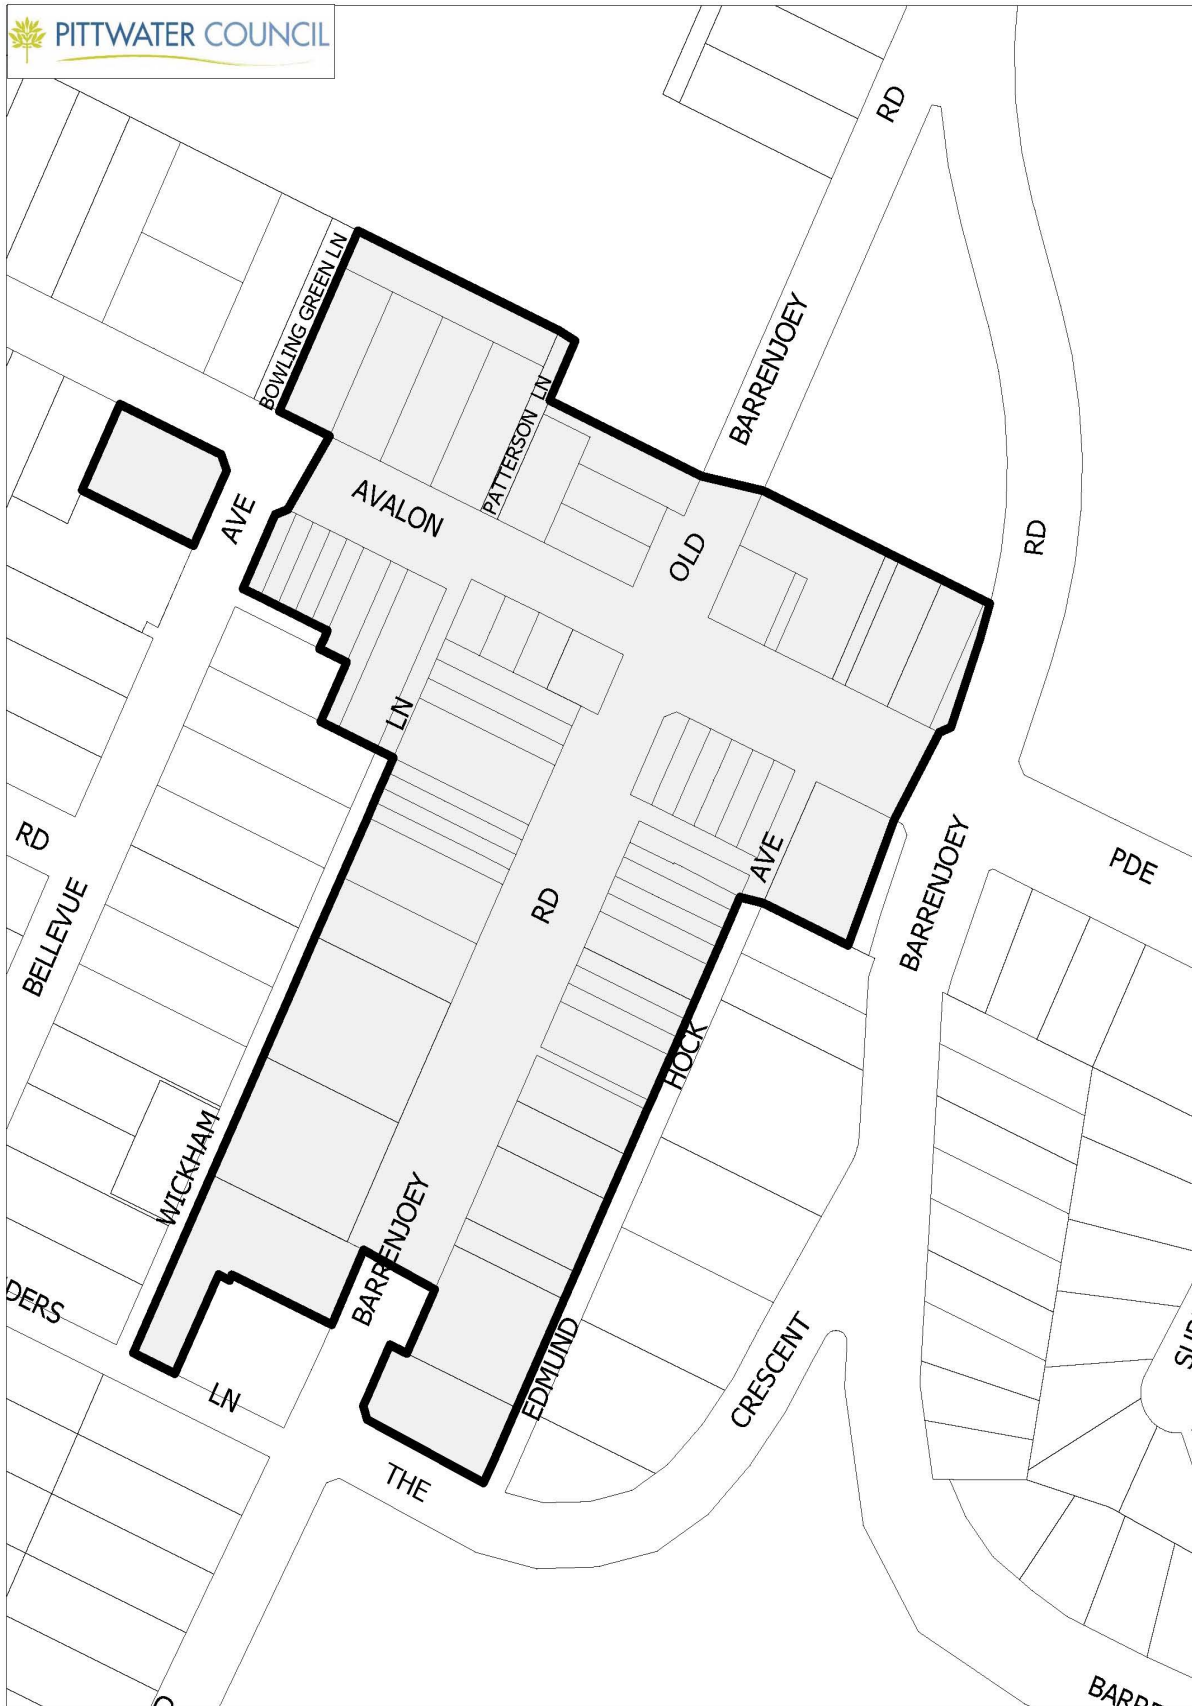 PITTWATER COUNCIL
RD
BOWLING GREEN LN
BARRENJOEY
PATTERSON LN
AVALON
AVE
OLD
RD
LN
RD
AVE
BARRENJOEY
PDE
RD
BELLEVUE
HOCK
WICKHAM
BARRENJOEY
DERS
EDMUND
CRESCENT
LN
THE